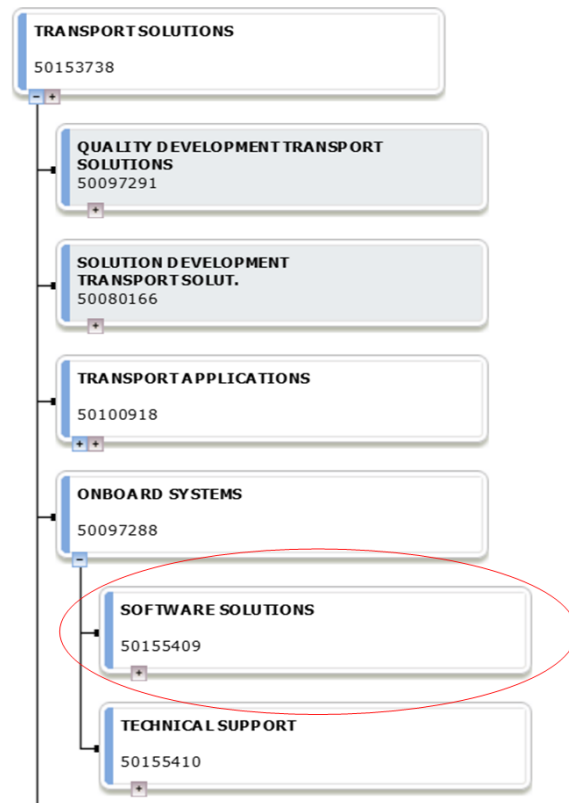 TRANSPORT SOLUTIONS
50153738
QUALITY DEVELOPMENT TRANSPORT
SOLUTIONS
50097291
SOLUTION DEVELOPMENT
TRANSPORT SOLUT.
50080166
TRANSPORT APPLICATIONS
50100918
ONBOARD SYSTEMS
50097288
SOFTWARE SOLUTIONS
50155409
TECHNICAL SUPPORT
50155410